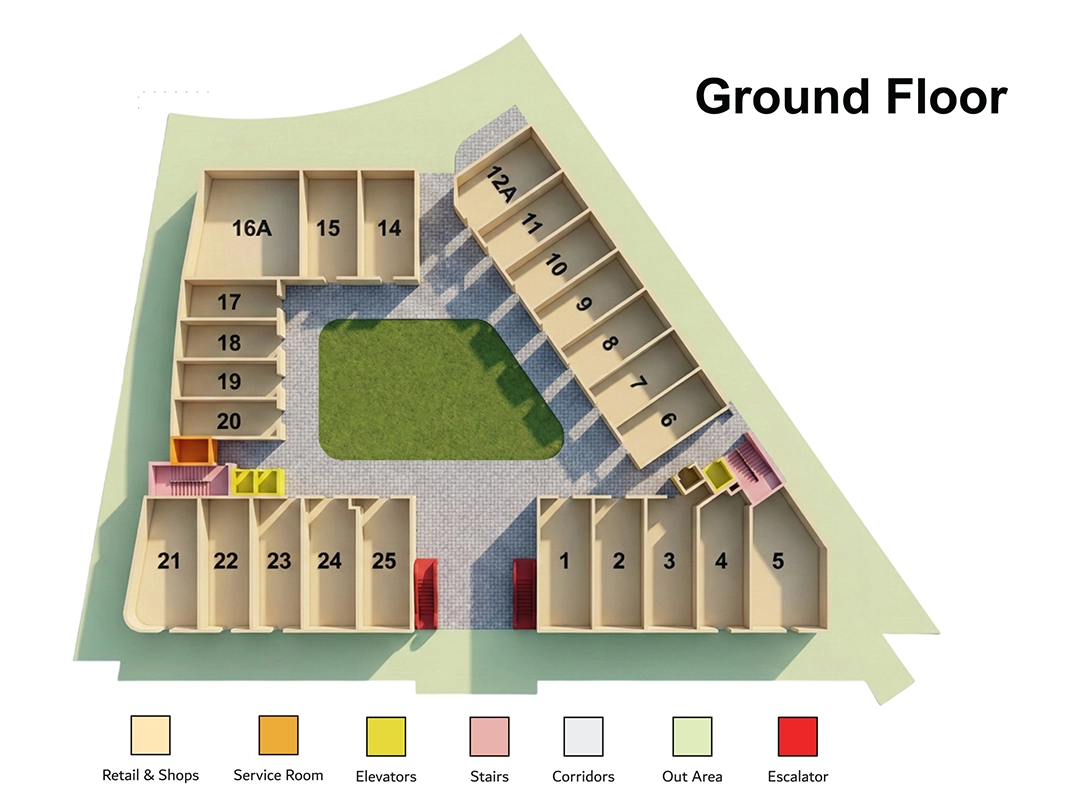 Ground Floor
12A
11
10
9
8
7
6
16A
15
14
17
18
19
20
21
22
23
24
25
1
2
3
4
5
Retail & Shops
Service Room
Elevators
Stairs
Corridors
Out Area
Escalator